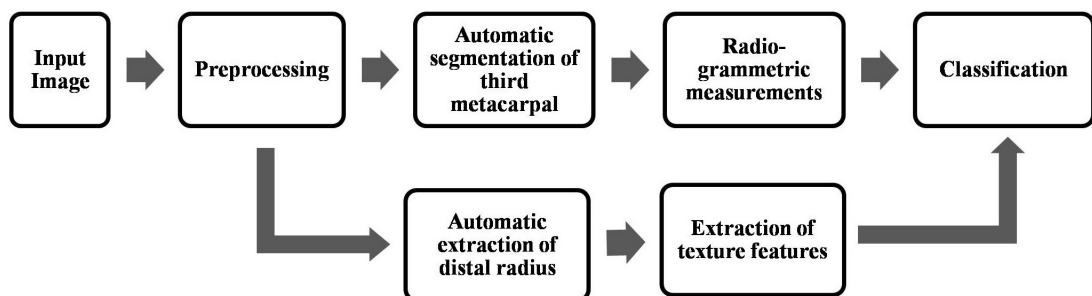 Input
Image
Preprocessing
Automatic
segmentation of
third
metacarpal
Radio-
grammetric
measurements
Classification
Automatic
extraction of
distal radius
Extraction of
texture features